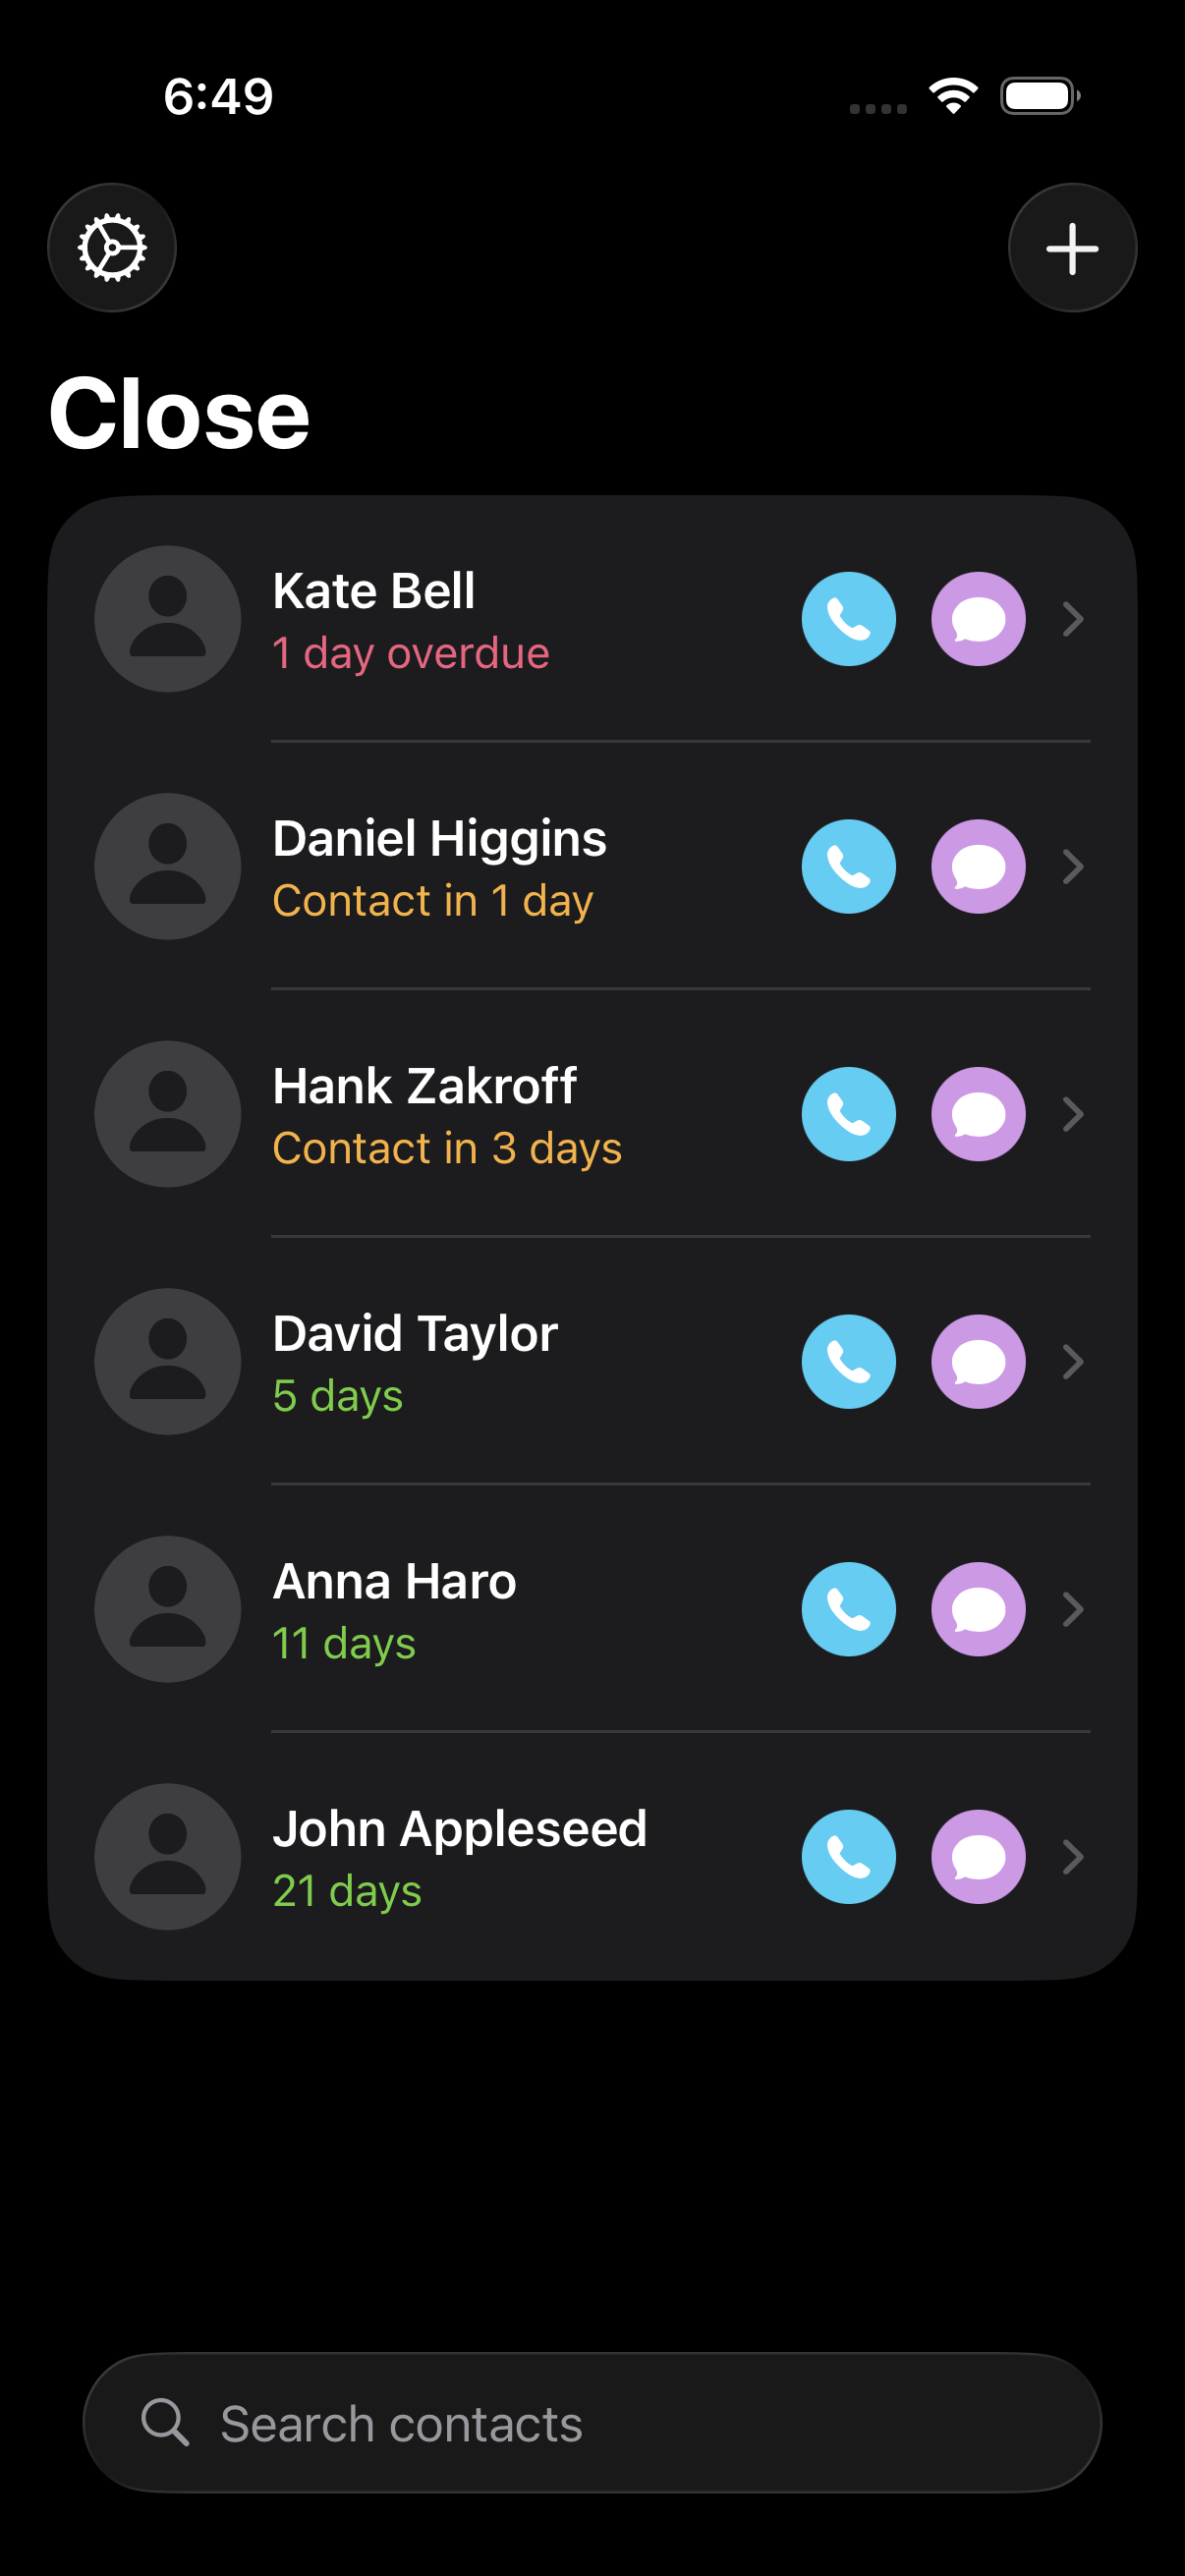 6:49
Close
Kate Bell
1 day overdue
Daniel Higgins
Contact in 1 day
Hank Zakroff
Contact in 3 days
David Taylor
5 days
Anna Haro
11 days
John Appleseed
21 days
Search contacts